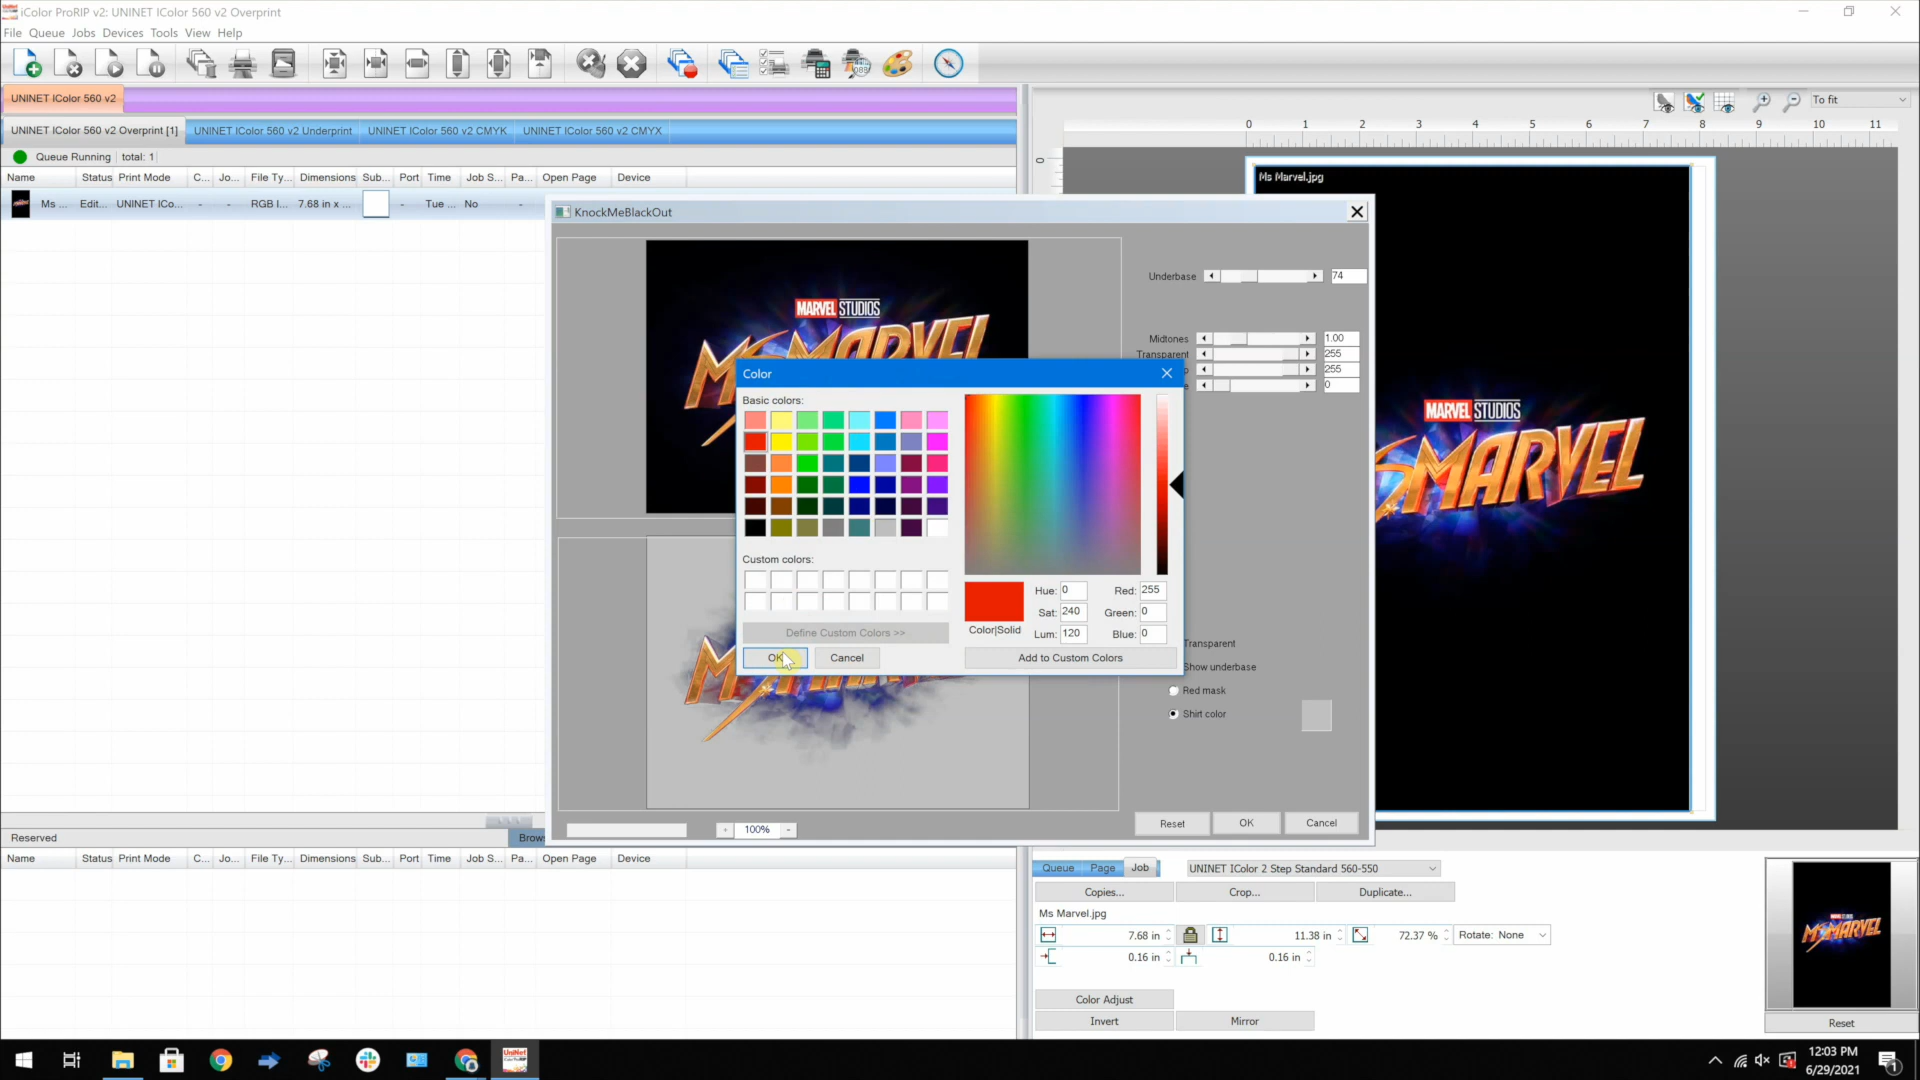 iColor ProRIP v2: UNINET IColor 560 v2 Overprint
File Queue Jobs Devices Tools View Help
UNINET IColor 560 v2
To fit
UNINET IColor 560 v2 Overprint [1] UNINET IColor 560 v2 Underprint UNINET IColor 560 v2 CMYK UNINET IColor 560 v2 CMYX
0 1 2 3 4 5 6 7 8 9 10 11
Queue Running total: 1
0
Name Status Print Mode C... Jo... File Ty... Dimensions Sub... Port Time Job S... Pa... Open Page Device
Ms ... Edit... UNINET ICo... - - RGB I... 7.68 in x ... - Tue ... No -
Ms Marvel.jpg
KnockMeBlackOut
Underbase 74
MARVEL STUDIOS
MS MARVEL
Midtones 1.00
Transparent 255
255
0
Color
Basic colors:
Custom colors:
Define Custom Colors >>
OK Cancel
Color|Solid
Hue: 0 Red: 255
Sat: 240 Green: 0
Lum: 120 Blue: 0
Add to Custom Colors
Transparent
Show underbase
Red mask
Shirt color
100%
Reset OK Cancel
MARVEL STUDIOS
MS MARVEL
Reserved Brows
Name Status Print Mode C... Jo... File Ty... Dimensions Sub... Port Time Job S... Pa... Open Page Device
Queue Page Job UNINET IColor 2 Step Standard 560-550
Copies... Crop... Duplicate...
Ms Marvel.jpg
7.68 in 11.38 in 72.37 % Rotate: None
0.16 in 0.16 in
Color Adjust
Invert Mirror
MS MARVEL
Reset
12:03 PM
6/29/2021
1